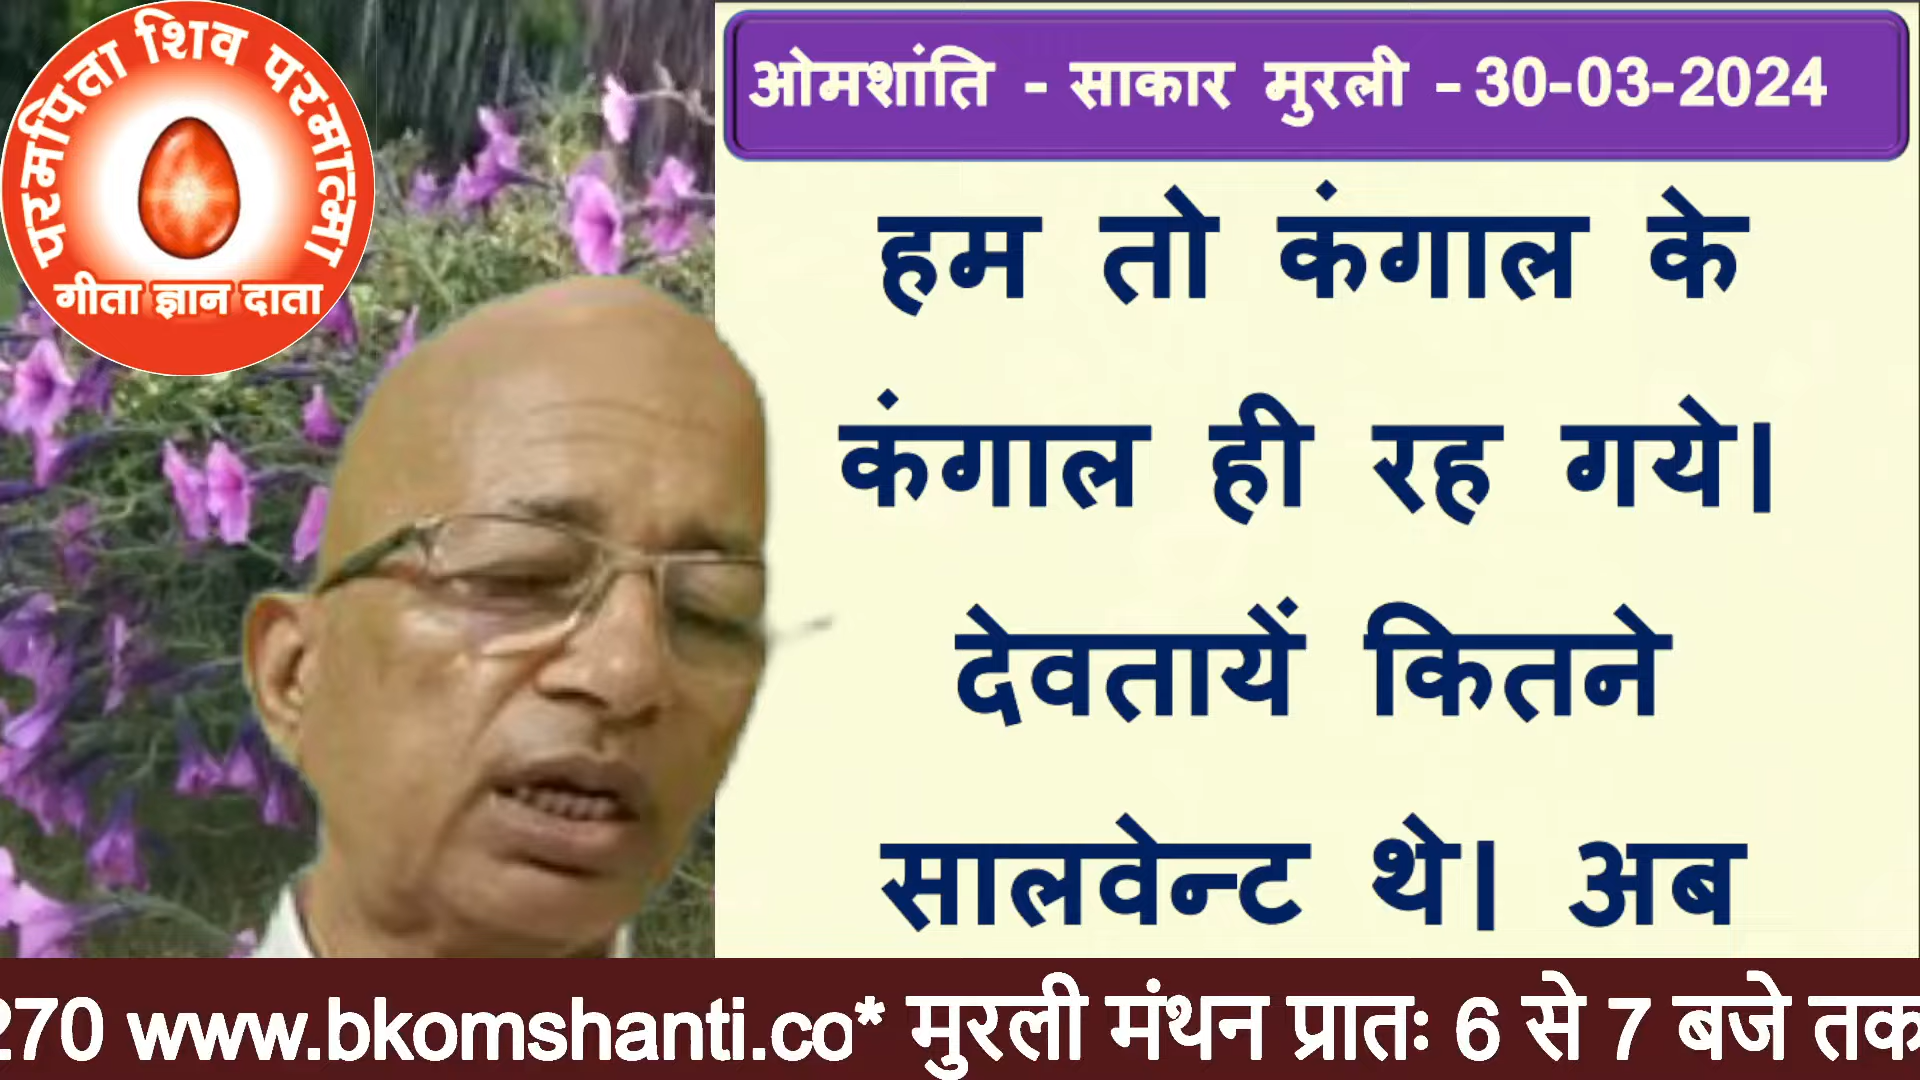 परमपिता शिव परमात्मा
गीता ज्ञान दाता
ओमशांति - साकार मुरली - 30-03-2024
हम तो कंगाल के
कंगाल ही रह गये।
देवतायें कितने
सालवेन्ट थे। अब
270 www.bkomshanti.co* मुरली मंथन प्रातः 6 से 7 बजे तक